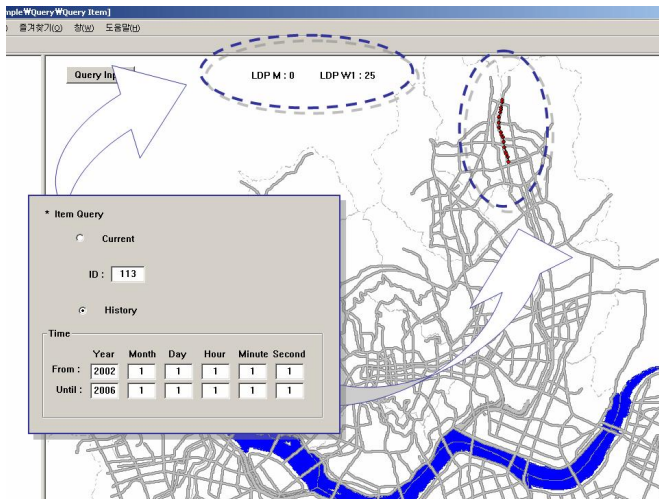 mple₩Query₩Query Item]
) 즐겨찾기(O) 창(W) 도움말(H)
Query Inp
LDP M : 0 LDP W1 : 25
* Item Query
Current
ID : 113
History
Time
Year Month Day Hour Minute Second
From : 2002 1 1 1 1 1
Until : 2006 1 1 1 1 1